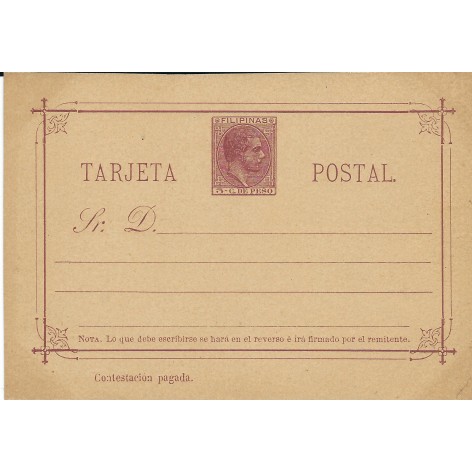 FILIPINAS
TARJETA POSTAL.
5 C. DE PESO
Sr. D.
NOTA. Lo que debe escribirse se hará en el reverso é irá firmado por el remitente.
Contestación pagada.